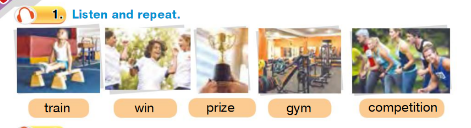 1. Listen and repeat.
train win prize gym competition